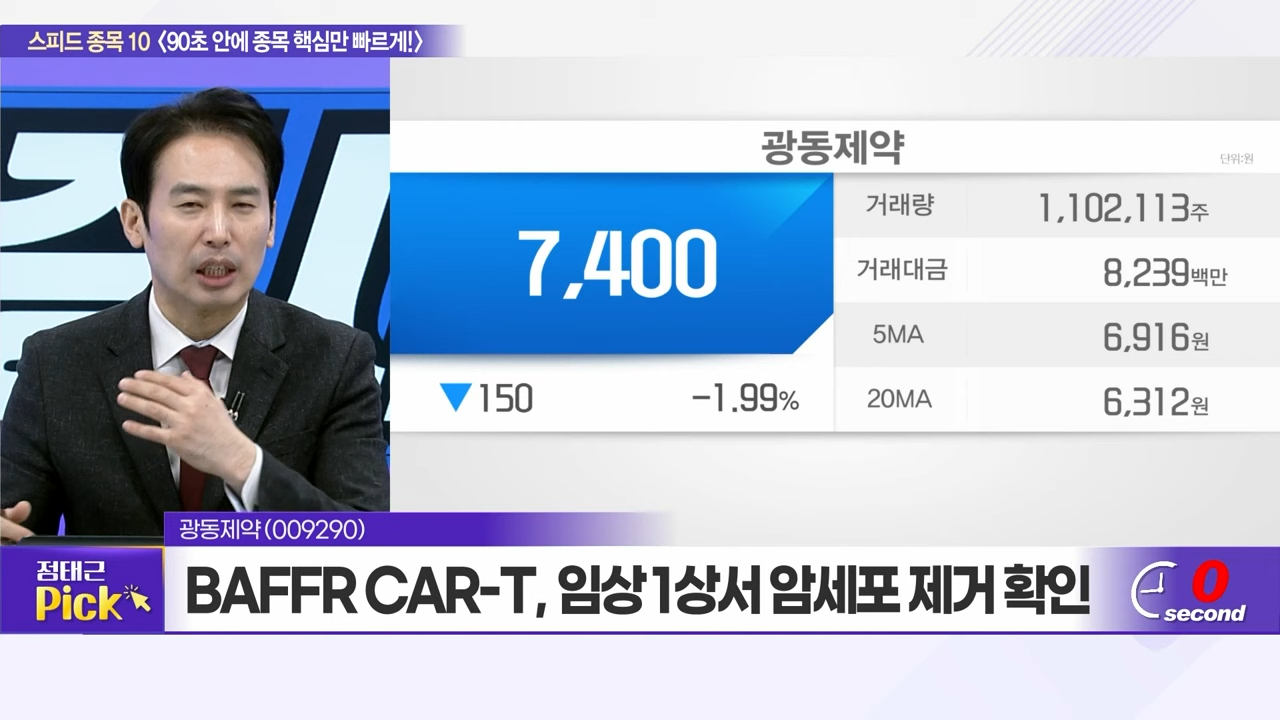 스피드 종목 10 〈90초 안에 종목 핵심만 빠르게!〉
광동제약
단위:원
7,400
▼150 -1.99%
거래량 1,102,113주
거래대금 8,239백만
5MA 6,916원
20MA 6,312원
광동제약(009290)
정태근
Pick
BAFFR CAR-T, 임상 1상서 암세포 제거 확인
0
second